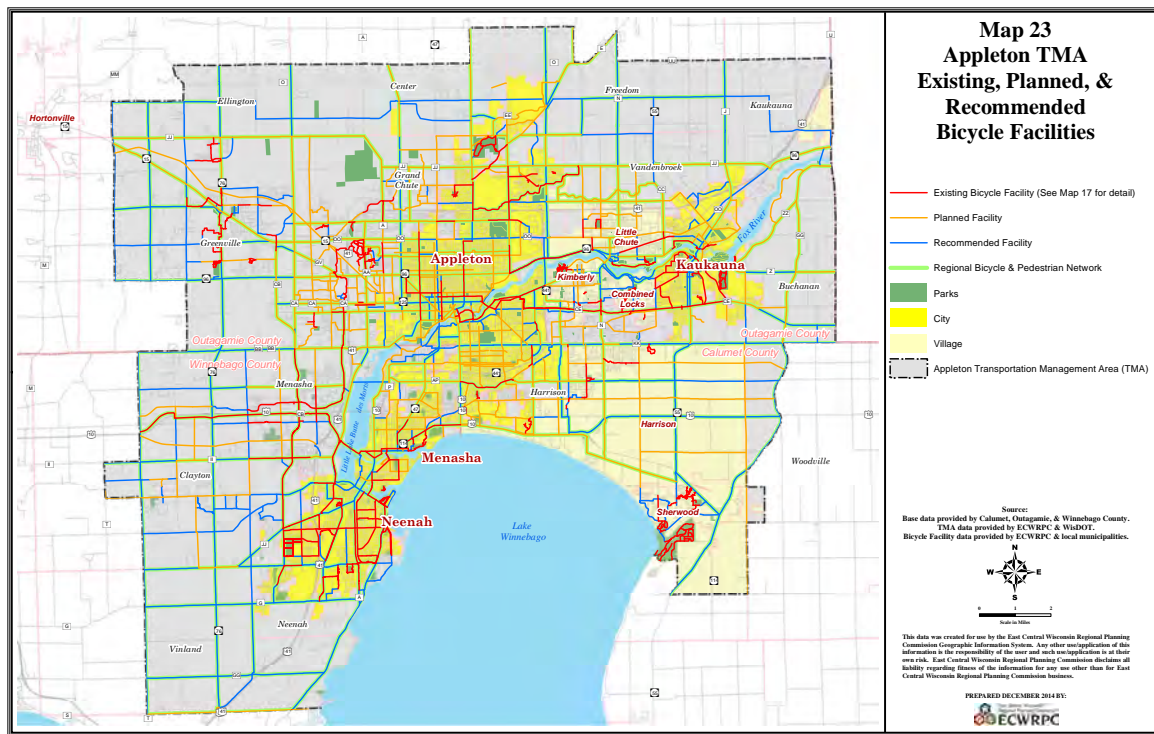 Map 23
Appleton TMA
Existing, Planned, &
Recommended
Bicycle Facilities
Existing Bicycle Facility (See Map 17 for detail)
Planned Facility
Recommended Facility
Regional Bicycle & Pedestrian Network
Parks
City
Village
Appleton Transportation Management Area (TMA)
Source:
Base data provided by Calumet, Outagamie, & Winnebago County.
TMA data provided by ECWRPC & WisDOT.
Bicycle Facility data provided by ECWRPC & local municipalities.
N
W
E
S
0 1 2
Scale in Miles
This data was created for use by the East Central Wisconsin Regional Planning
Commission Geographic Information System. Any other use/application of this
information is the responsibility of the user and such use/application is at their
own risk. East Central Wisconsin Regional Planning Commission disclaims all
liability regarding fitness of the information for any use other than for East
Central Wisconsin Regional Planning Commission business.
PREPARED DECEMBER 2014 BY:
ECWRPC
Hortonville
Ellington
Center
Freedom
Kaukauna
Grand
Chute
Vandenbroek
Greenville
Appleton
Little
Chute
Fox River
Kimberly
Kaukauna
Combined
Locks
Buchanan
Outagamie County
Winnebago County
Outagamie County
Calumet County
Menasha
Harrison
Harrison
Little Lake Butte
des Morts
Clayton
Menasha
Woodville
Neenah
Lake
Winnebago
Sherwood
Neenah
Vinland